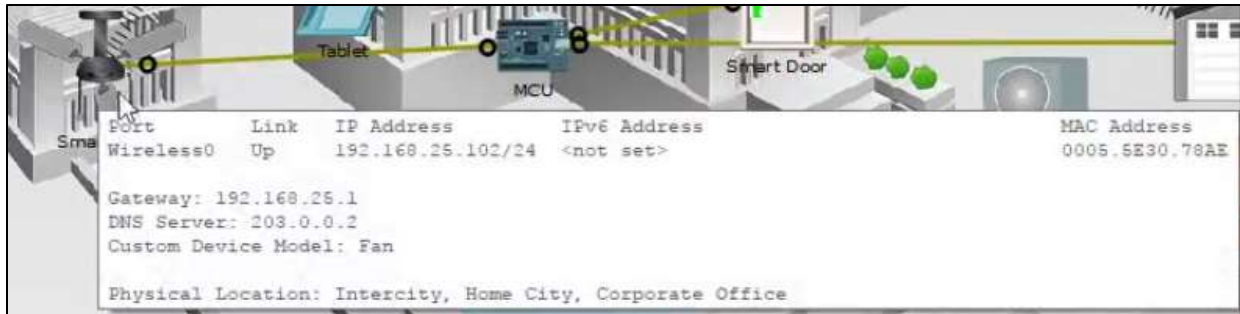 Tablet
Smart Door
MCU
Sma
Port Link IP Address IPv6 Address MAC Address
Wireless0 Up 192.168.25.102/24 <not set> 0005.5E30.78AE
Gateway: 192.168.25.1
DNS Server: 203.0.0.2
Custom Device Model: Fan
Physical Location: Intercity, Home City, Corporate Office